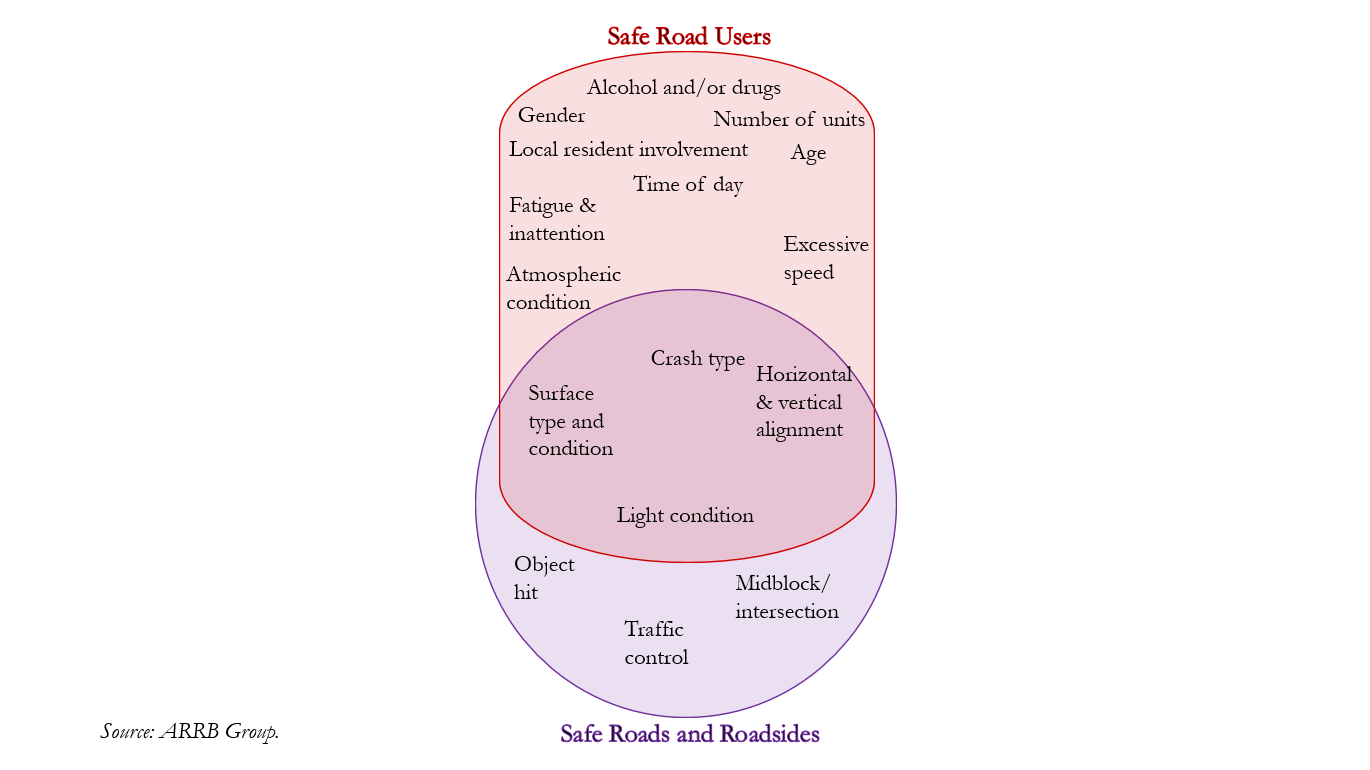 Safe Road Users
Alcohol and/or drugs
Gender
Number of units
Local resident involvement
Age
Time of day
Fatigue &
inattention
Excessive
speed
Atmospheric
condition
Crash type
Horizontal
& vertical
alignment
Surface
type and
condition
Light condition
Object
hit
Midblock/
intersection
Traffic
control
Source: ARRB Group.
Safe Roads and Roadsides